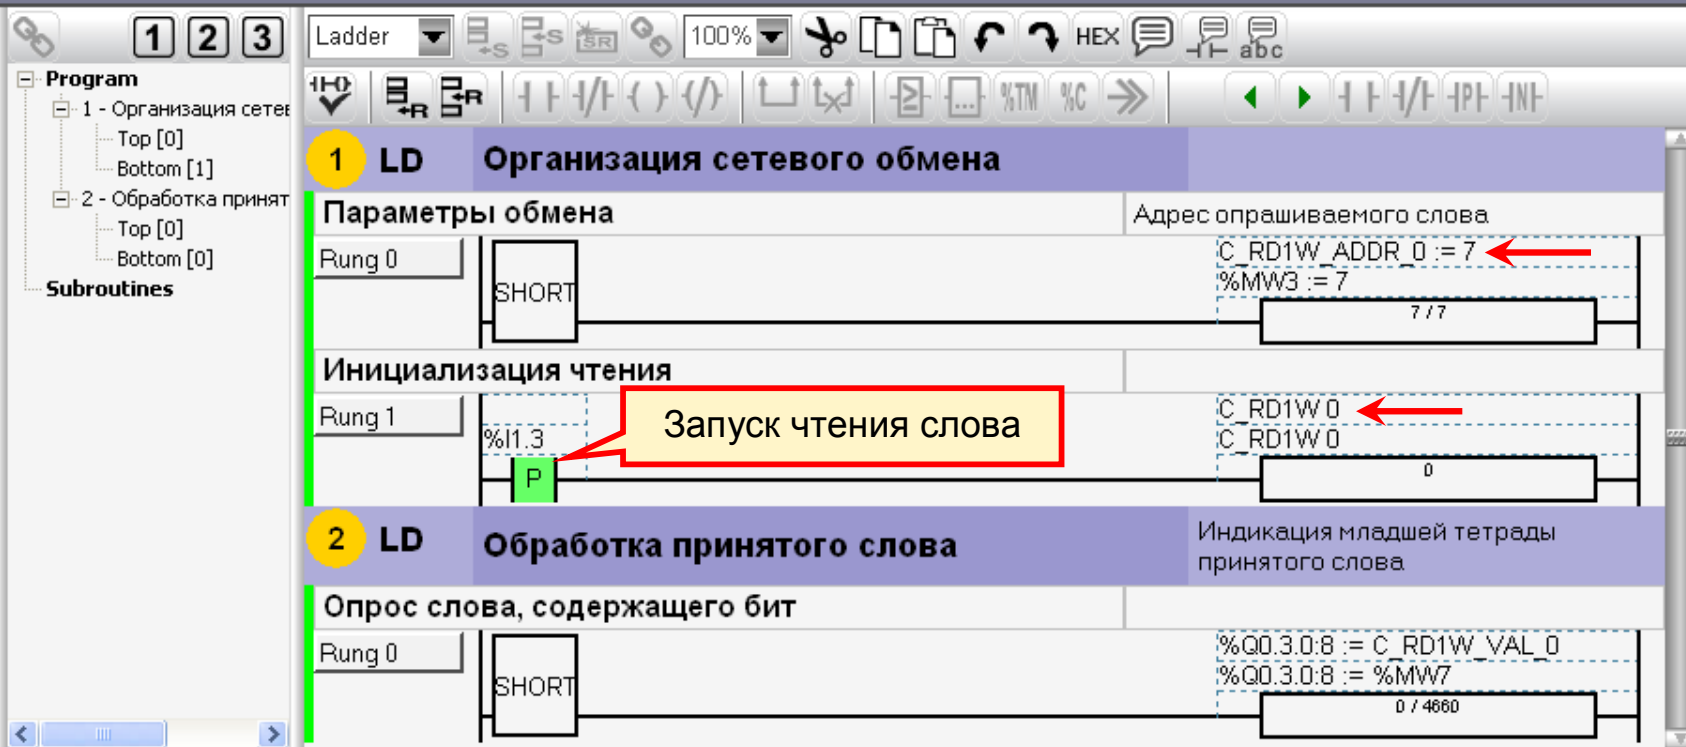 1 2 3
Ladder
S
S
SR
100%
HEX
abc
Program
1 - Организация сетев
Top [0]
Bottom [1]
2 - Обработка принят
Top [0]
Bottom [0]
Subroutines
R
R
%TM
%C
P
N
1 LD Организация сетевого обмена
Параметры обмена
Адрес опрашиваемого слова
Rung 0
SHORT
C_RD1W_ADDR_0 := 7
%MW3 := 7
7 / 7
Инициализация чтения
Rung 1
%I1.3
P
Запуск чтения слова
C_RD1W 0
C_RD1W 0
0
2 LD Обработка принятого слова
Индикация младшей тетрады
принятого слова
Опрос слова, содержащего бит
Rung 0
SHORT
%Q0.3.0:8 := C_RD1W_VAL_0
%Q0.3.0:8 := %MW7
0 / 4660